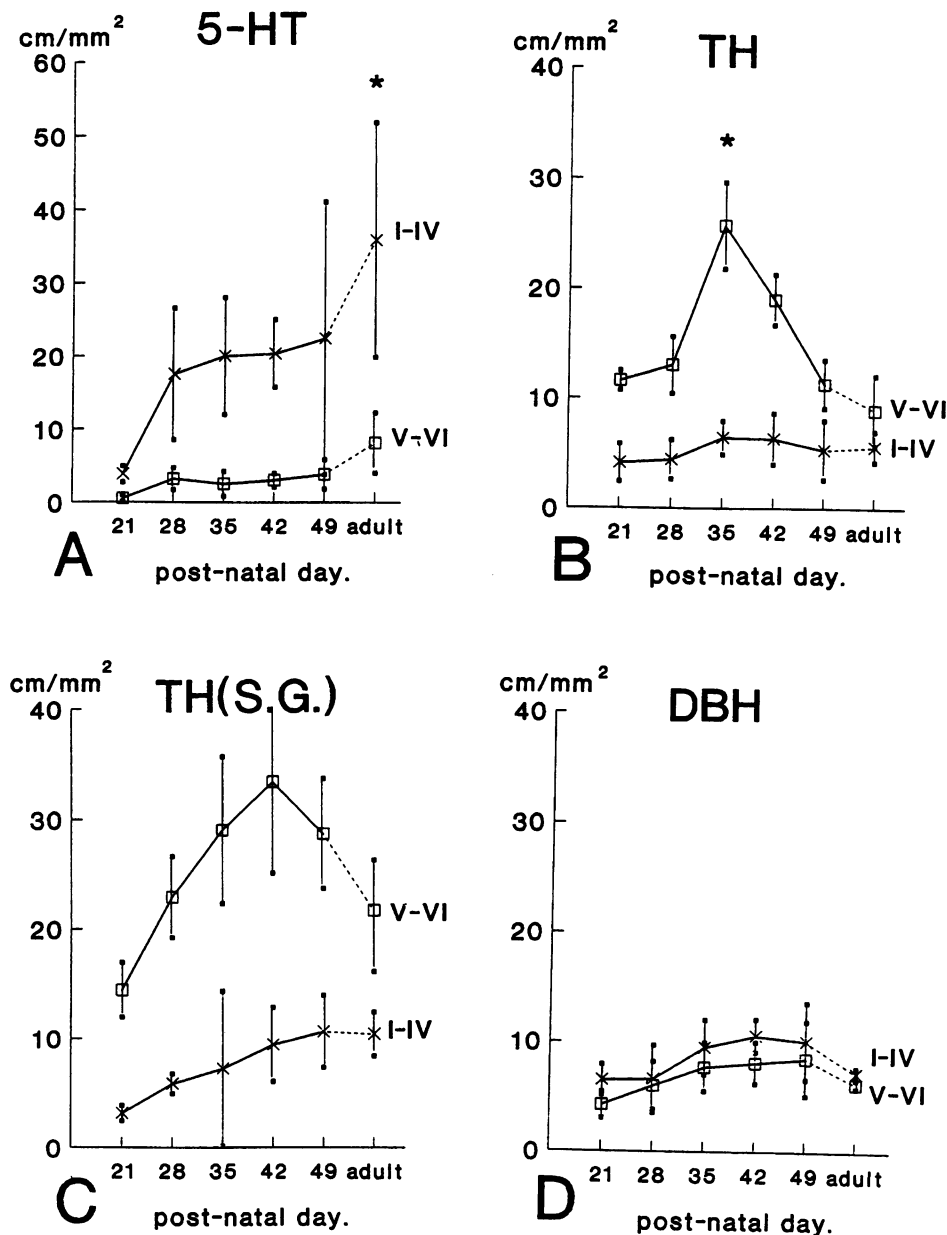 5-HT
cm/mm²
60
50
40
30
20
10
0
*
I-IV
V-VI
21 28 35 42 49 adult
A
post-natal day.
TH
cm/mm²
40
30
20
10
0
*
V-VI
I-IV
21 28 35 42 49 adult
B
post-natal day.
TH(S.G.)
cm/mm²
40
30
20
10
0
V-VI
I-IV
21 28 35 42 49 adult
C
post-natal day.
DBH
cm/mm²
40
30
20
10
0
I-IV
V-VI
21 28 35 42 49 adult
D
post-natal day.